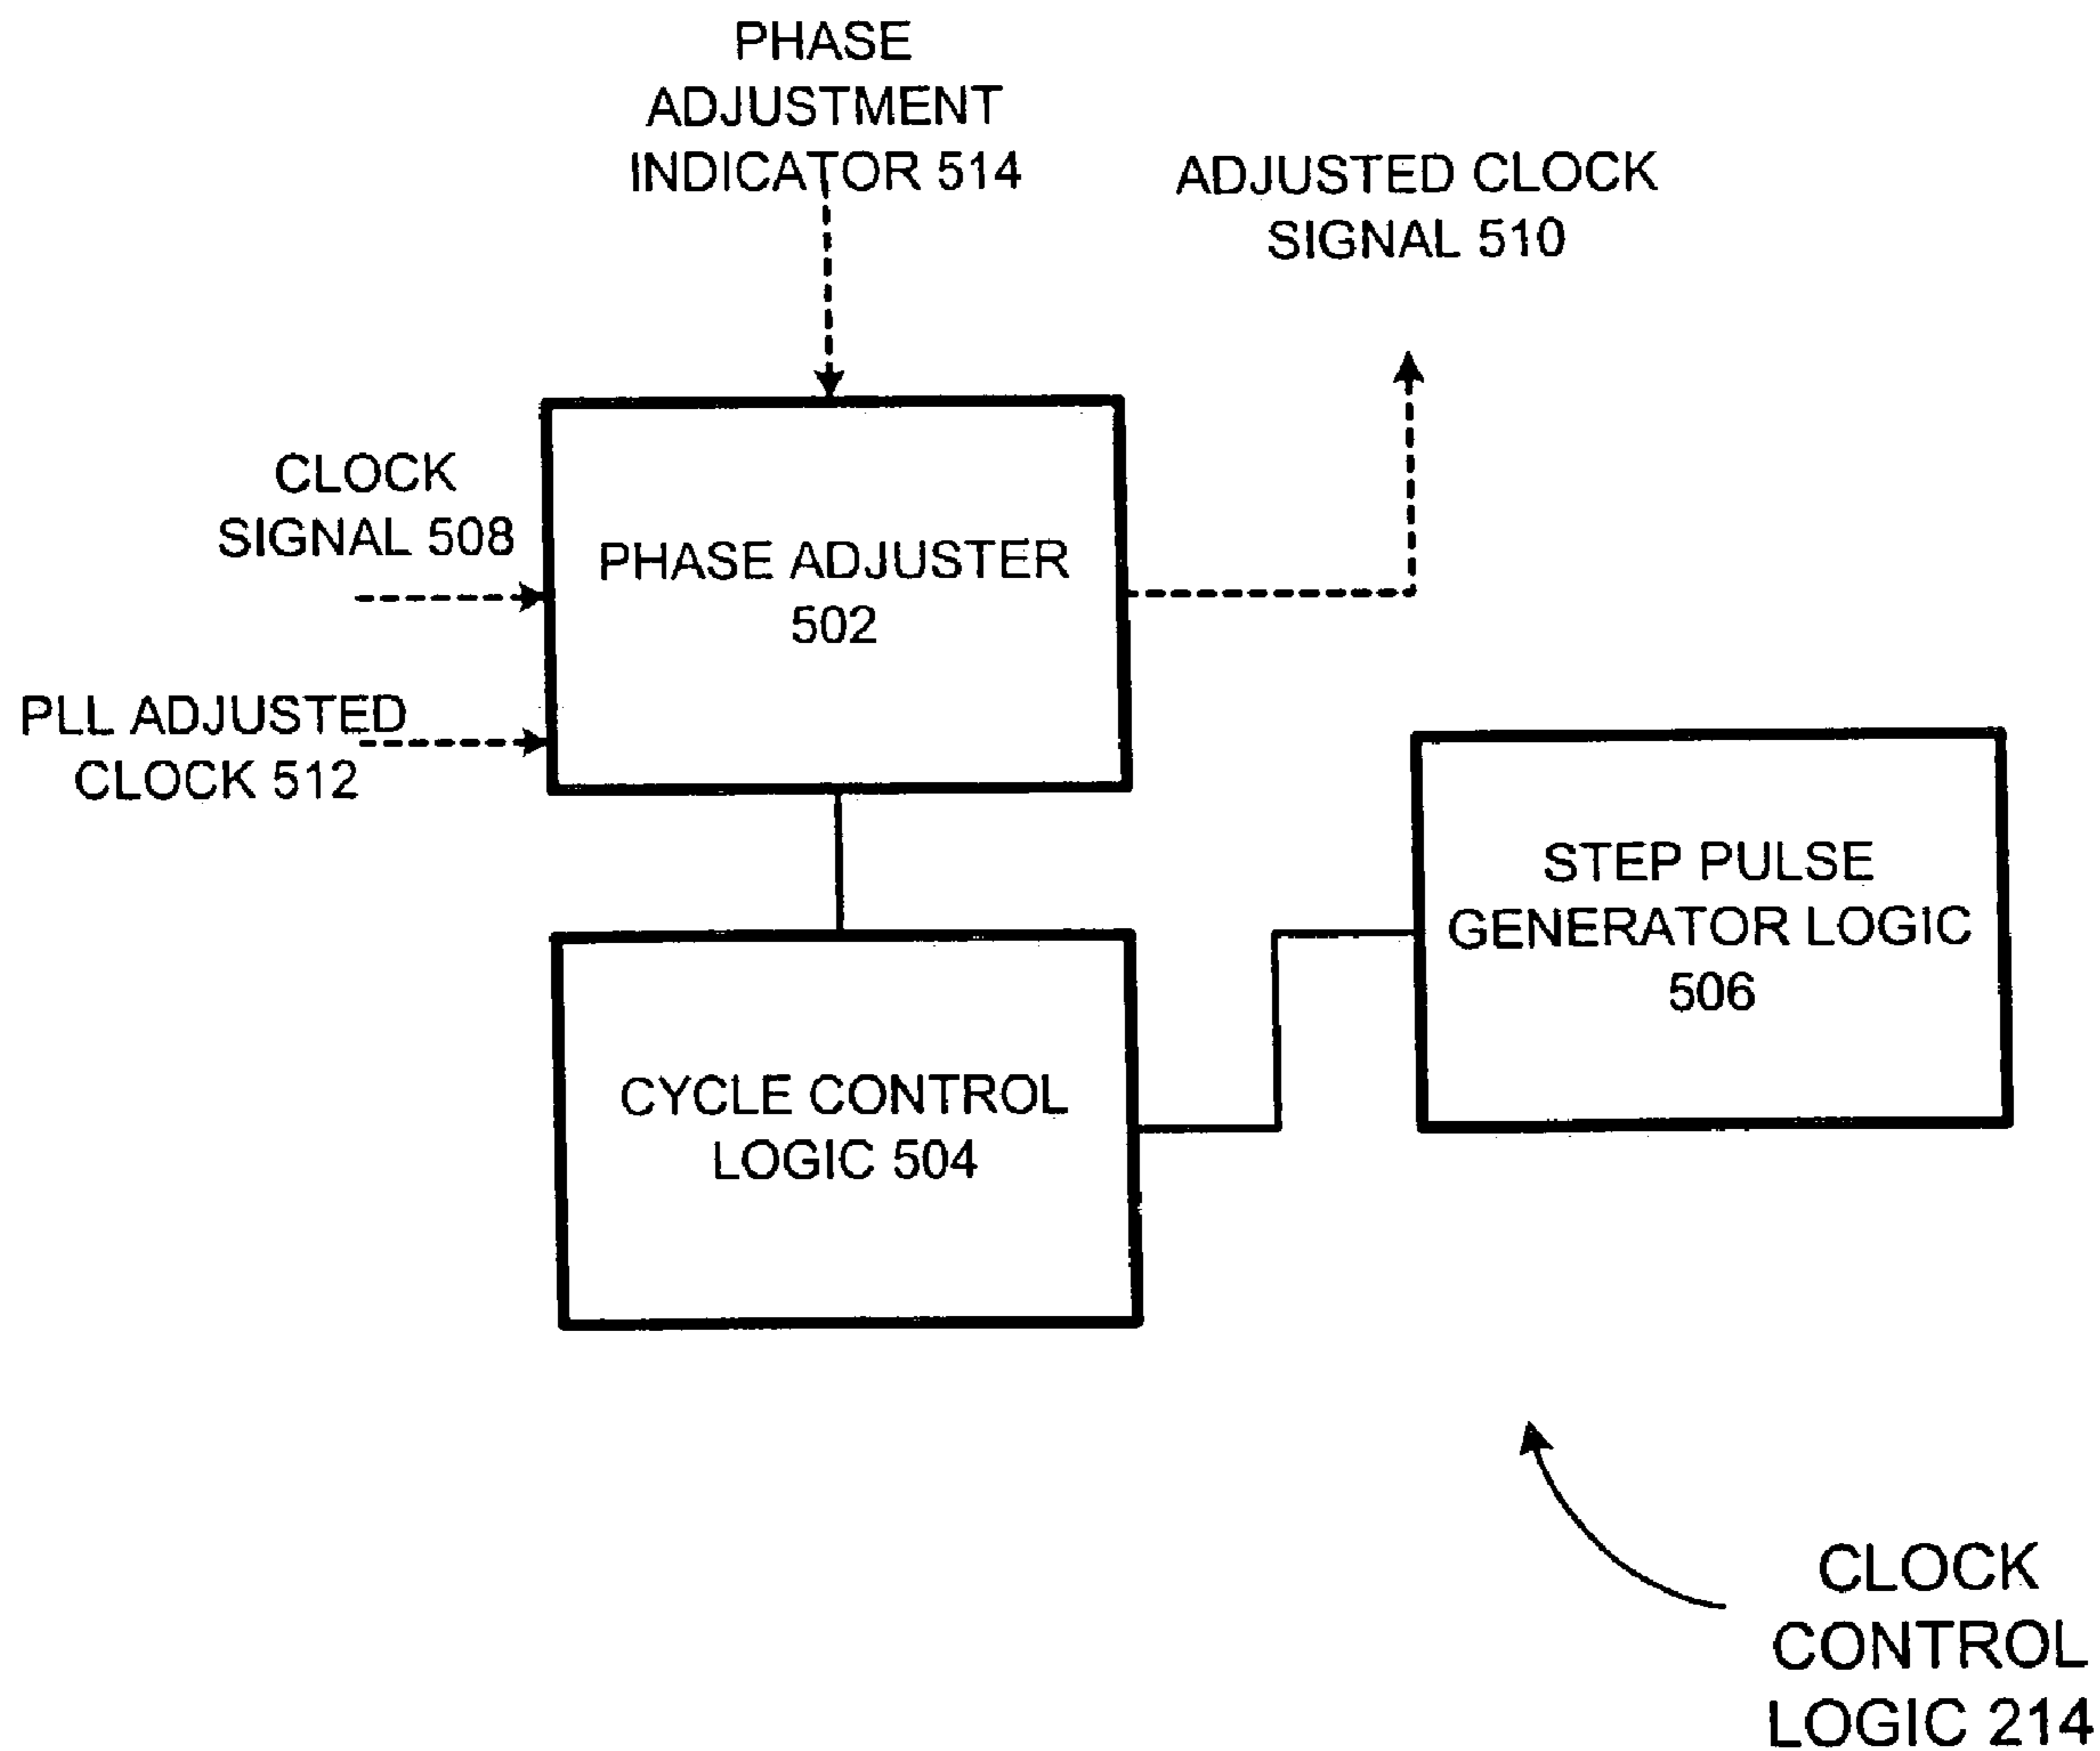 PHASE
ADJUSTMENT
INDICATOR 514
ADJUSTED CLOCK
SIGNAL 510
CLOCK
SIGNAL 508
PHASE ADJUSTER
502
PLL ADJUSTED
CLOCK 512
STEP PULSE
GENERATOR LOGIC
506
CYCLE CONTROL
LOGIC 504
CLOCK
CONTROL
LOGIC 214